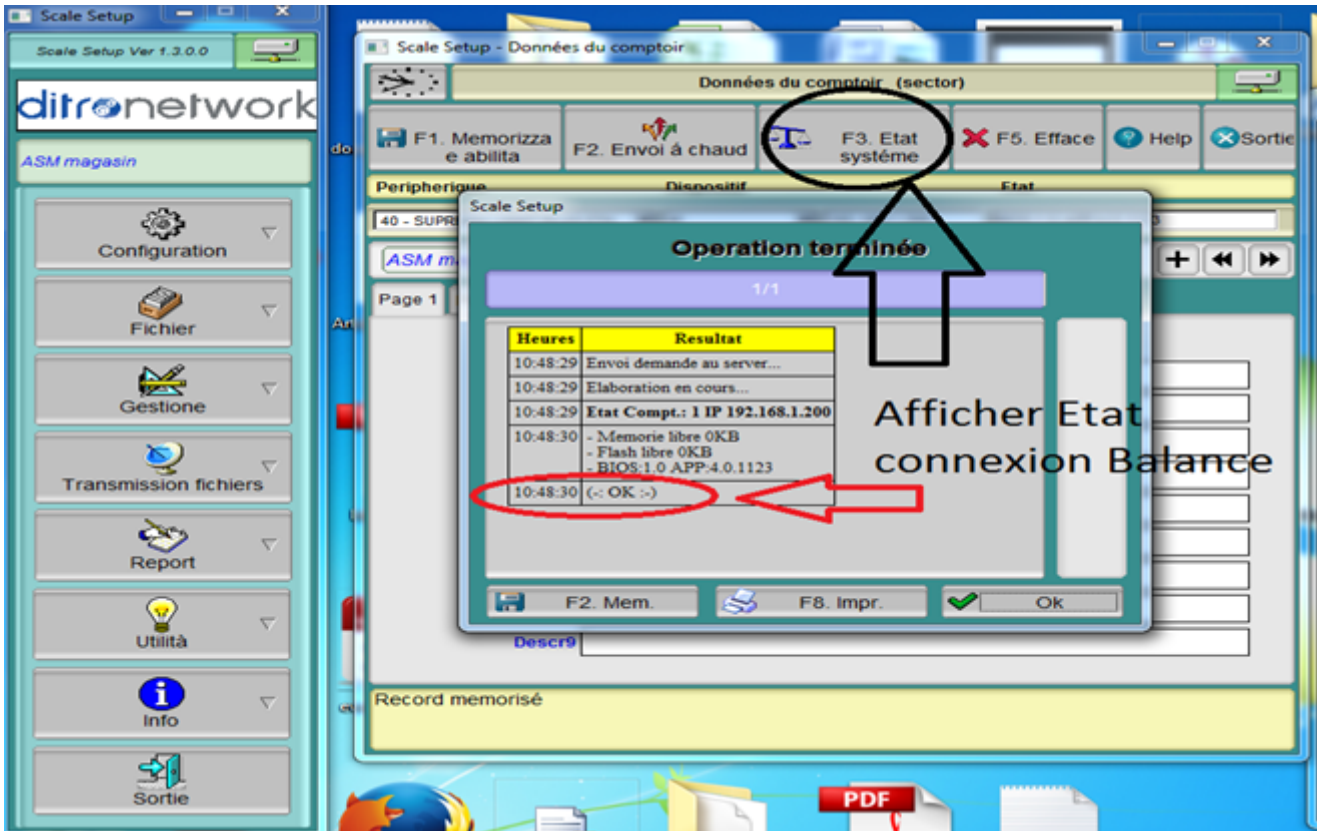 Scale Setup
Scale Setup Ver 1.3.0.0
ditronetwork
ASM magasin
Configuration
Fichier
Gestione
Transmission fichiers
Report
Utilità
Info
Sortie
Scale Setup - Données du comptoir
Données du comptoir (sector)
F1. Memorizza e abilita
F2. Envoi á chaud
F3. Etat systéme
F5. Efface
Help
Sortie
Peripherique Dispositif Etat
40 - SUPR
ASM m
Page 1
Scale Setup
Operation terminée
1/1
Heures Resultat
10:48:29 Envoi demande au server...
10:48:29 Elaboration en cours...
10:48:29 Etat Compt.: 1 IP 192.168.1.200
10:48:30 - Memorie libre 0KB
- Flash libre 0KB
- BIOS:1.0 APP:4.0.1123
10:48:30 (-: OK :-)
F2. Mem.
F8. Impr.
Ok
Afficher Etat
connexion Balance
Descr9
Record memorisé
PDF